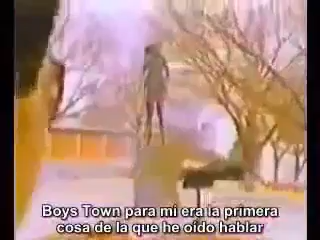 Boys Town para mi era la primera
cosa de la que he oído hablar